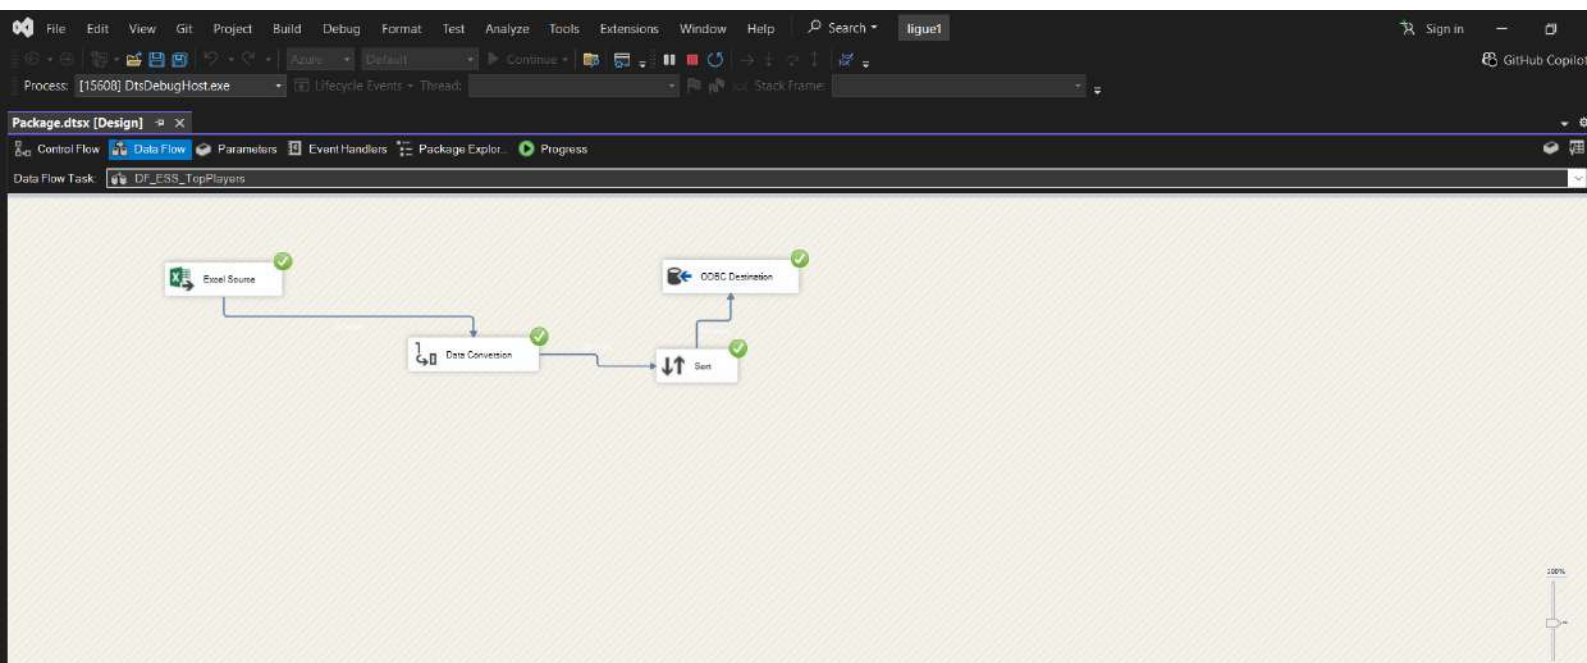 File Edit View Git Project Build Debug Format Test Analyze Tools Extensions Window Help Search ligue1 Sign in
Azure Default Continue GitHub Copilot
Process: [15608] DtsDebugHost.exe Lifecycle Events Thread: Stack Frame:
Package.dtsx [Design]
Control Flow Data Flow Parameters Event Handlers Package Explor... Progress
Data Flow Task: DF_ESS_TopPlayers
Excel Source
ODBC Destination
Data Conversion
Sort
100%